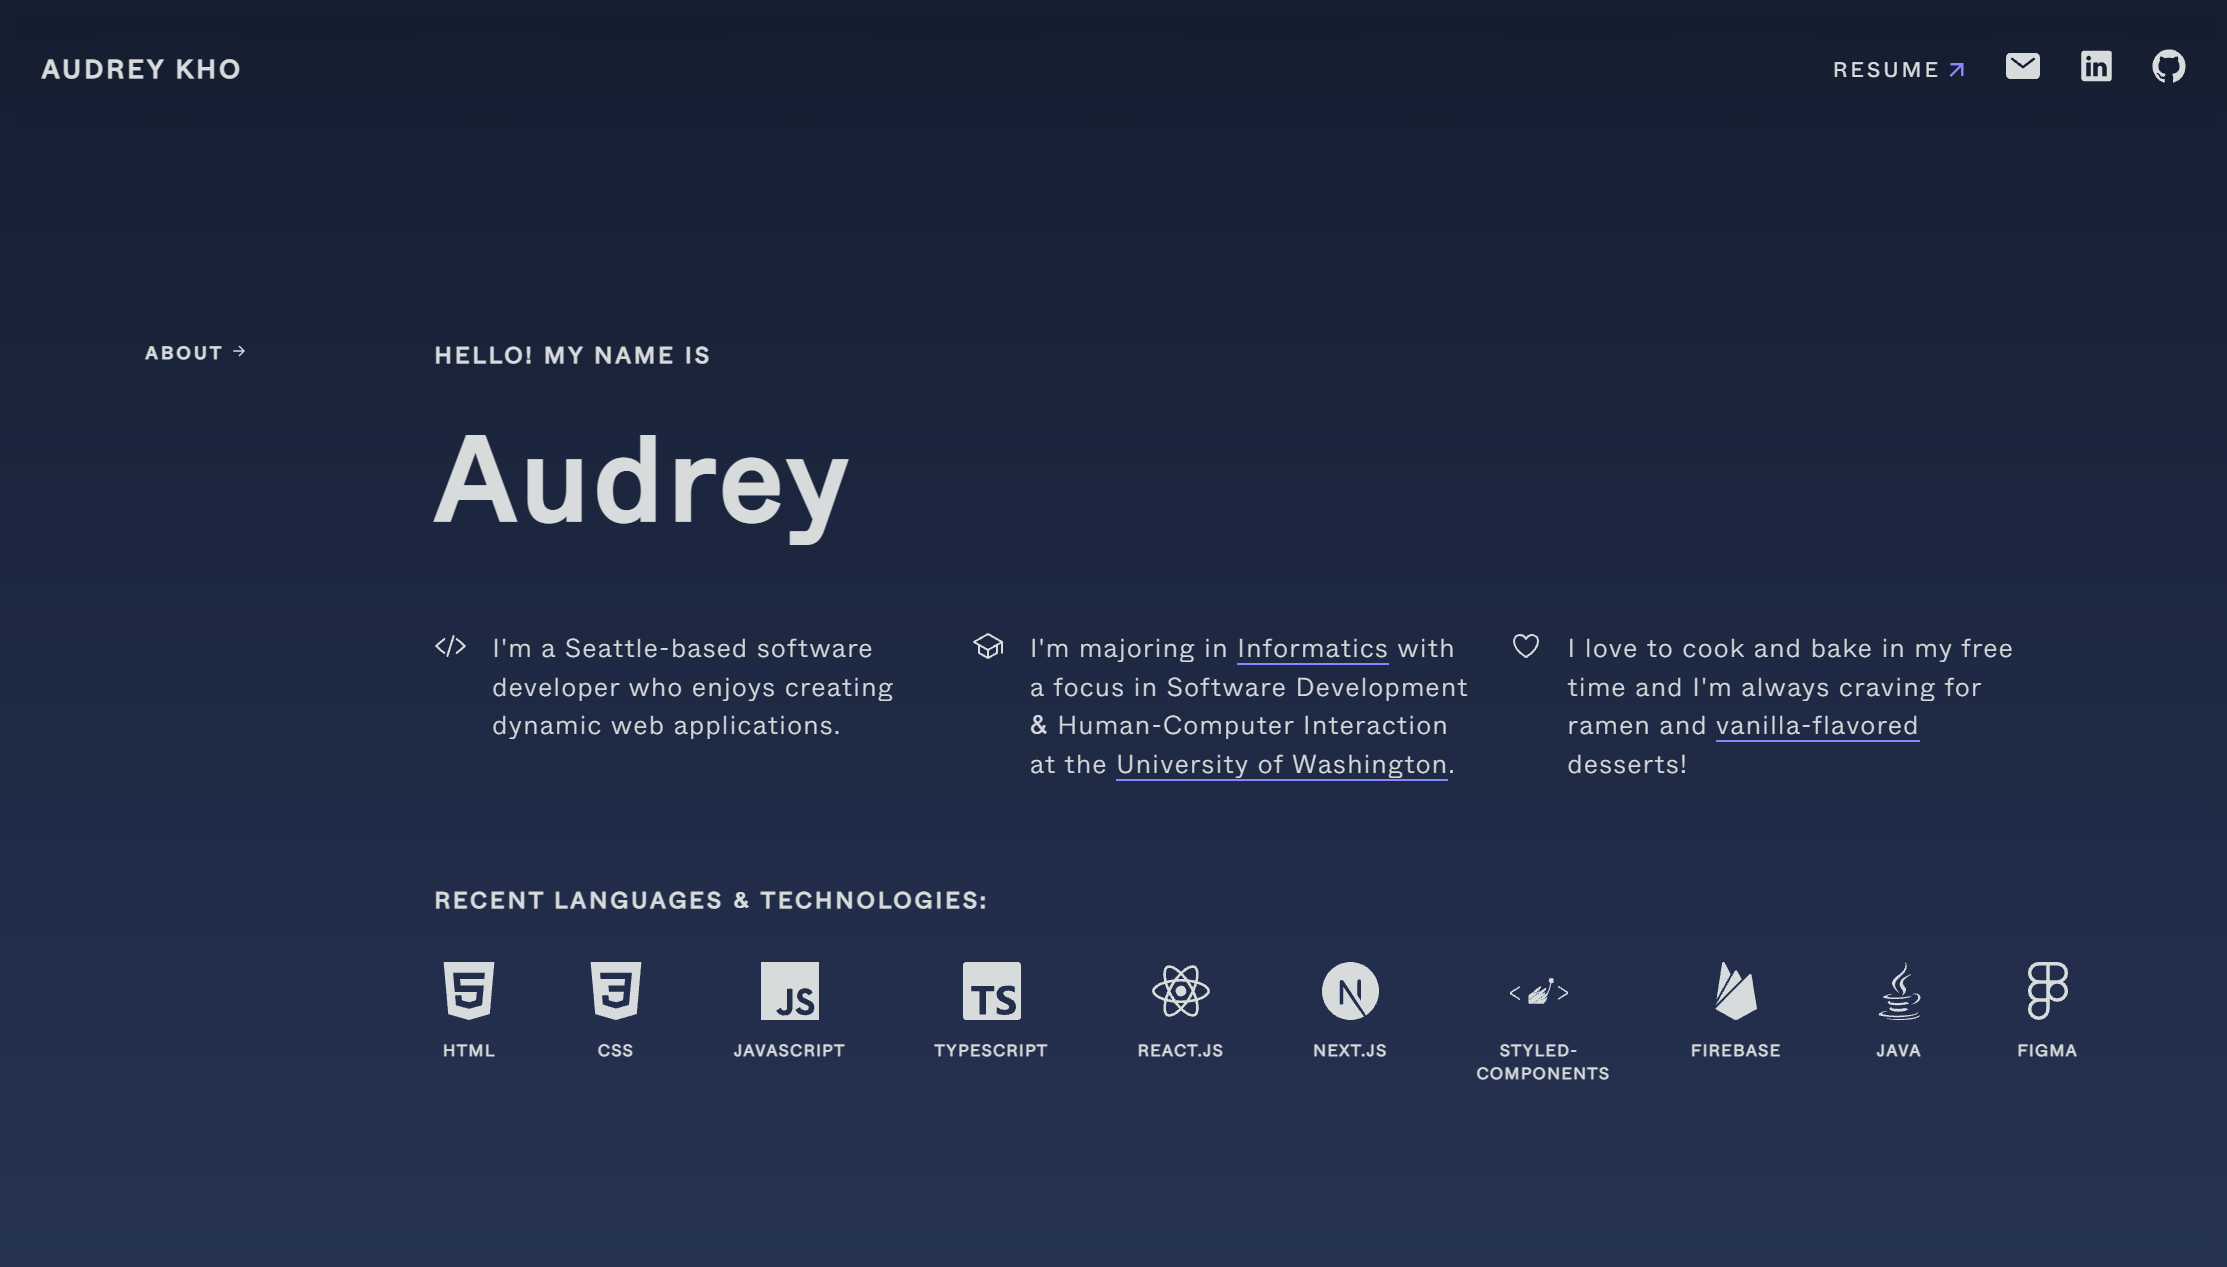 AUDREY KHO
RESUME
ABOUT
HELLO! MY NAME IS
Audrey
I'm a Seattle-based software
developer who enjoys creating
dynamic web applications.
I'm majoring in Informatics with
a focus in Software Development
& Human-Computer Interaction
at the University of Washington.
I love to cook and bake in my free
time and I'm always craving for
ramen and vanilla-flavored
desserts!
RECENT LANGUAGES & TECHNOLOGIES:
HTML
CSS
JAVASCRIPT
TYPESCRIPT
REACT.JS
NEXT.JS
STYLED-
COMPONENTS
FIREBASE
JAVA
FIGMA